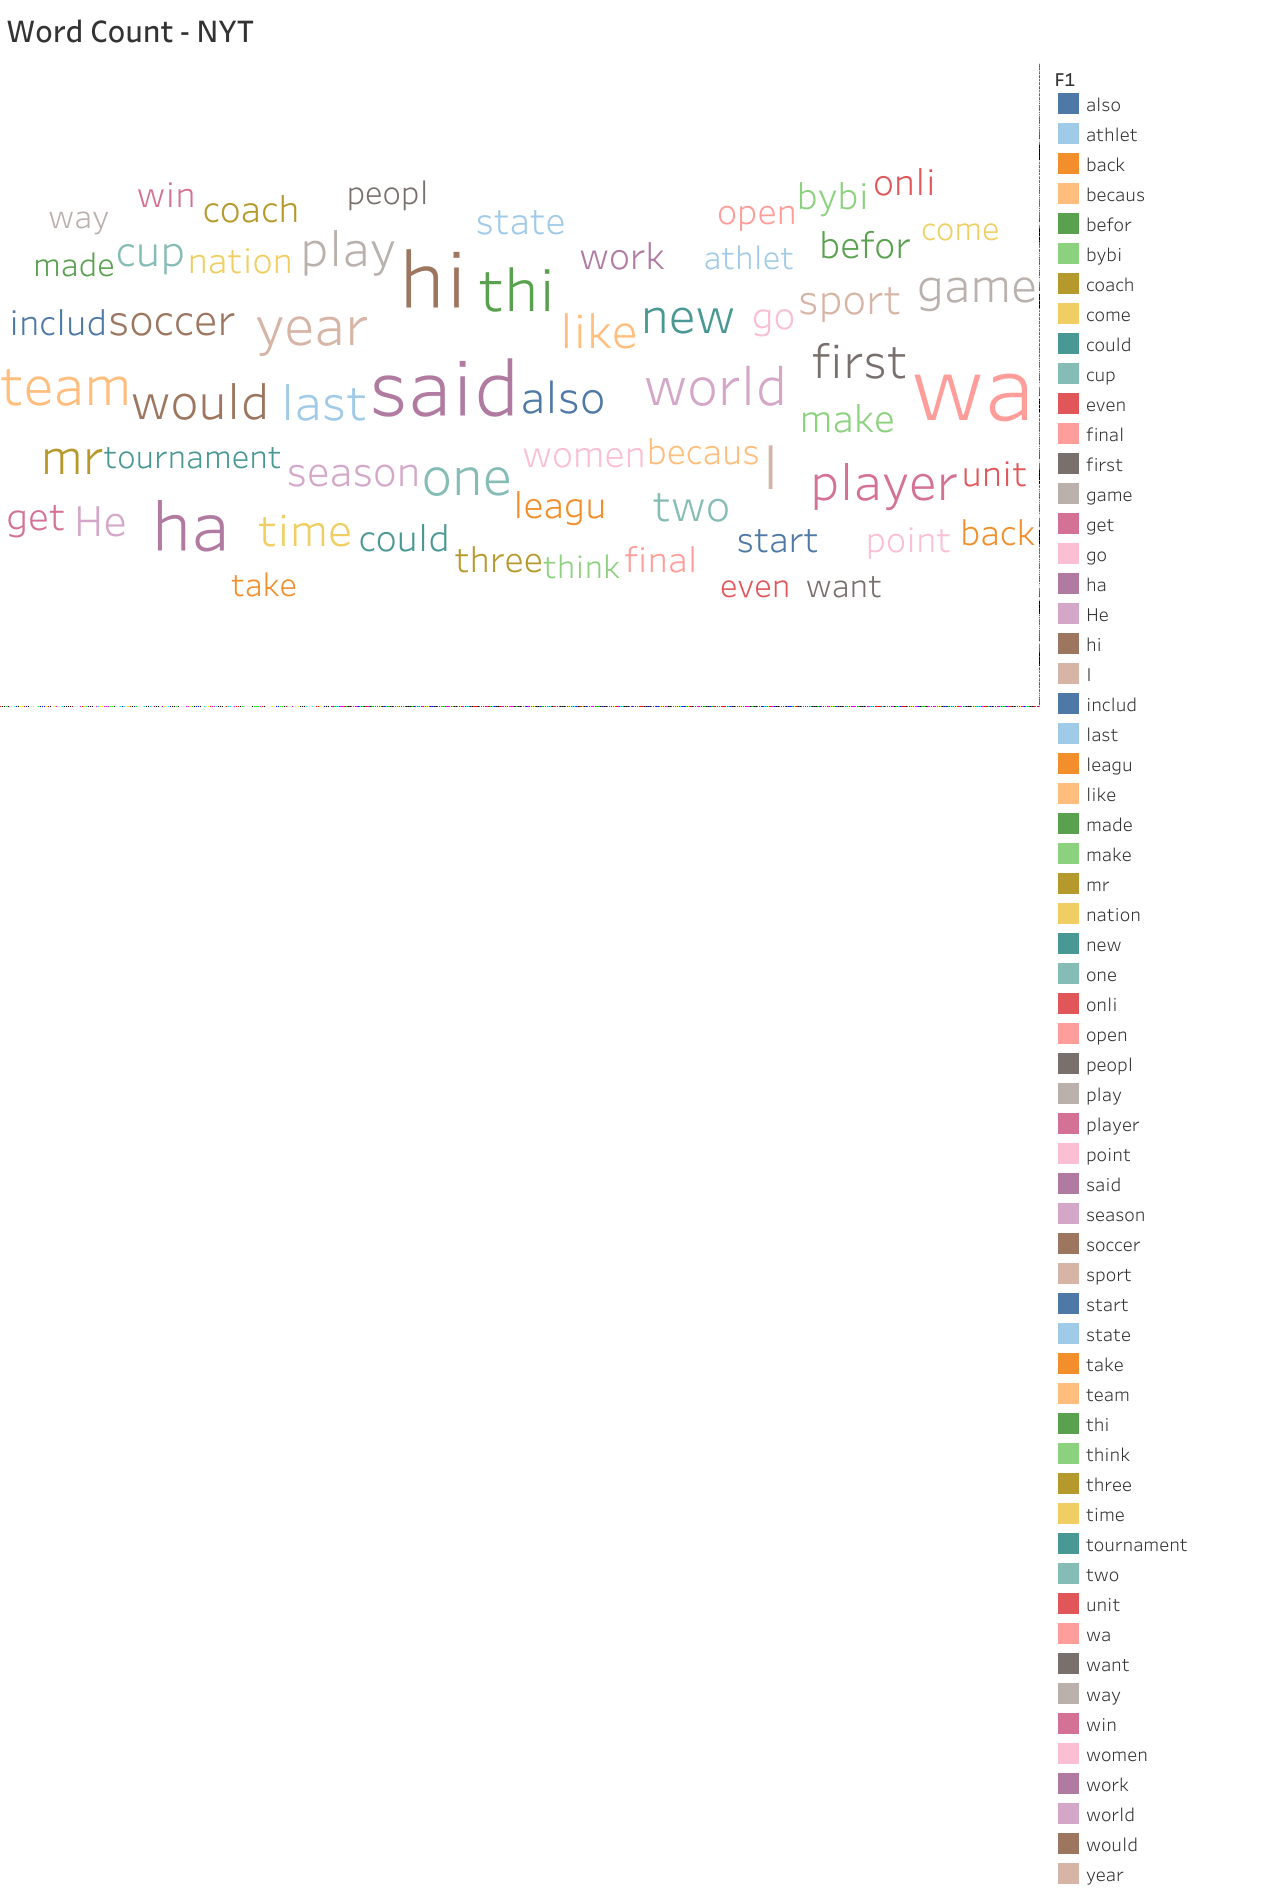 Word Count - NYT
win
coach
peopl
state
open
bybi
onli
way
made
cup
nation
play
hi
thi
work
athlet
befor
come
includ
soccer
year
like
new
go
sport
game
team
would
last
said
also
world
first
make
wa
mr
tournament
season
one
women
becaus
I
player
unit
get
He
ha
time
could
leagu
two
start
point
back
three
think
final
take
even
want
F1
also
athlet
back
becaus
befor
bybi
coach
come
could
cup
even
final
first
game
get
go
ha
He
hi
I
includ
last
leagu
like
made
make
mr
nation
new
one
onli
open
peopl
play
player
point
said
season
soccer
sport
start
state
take
team
thi
think
three
time
tournament
two
unit
wa
want
way
win
women
work
world
would
year